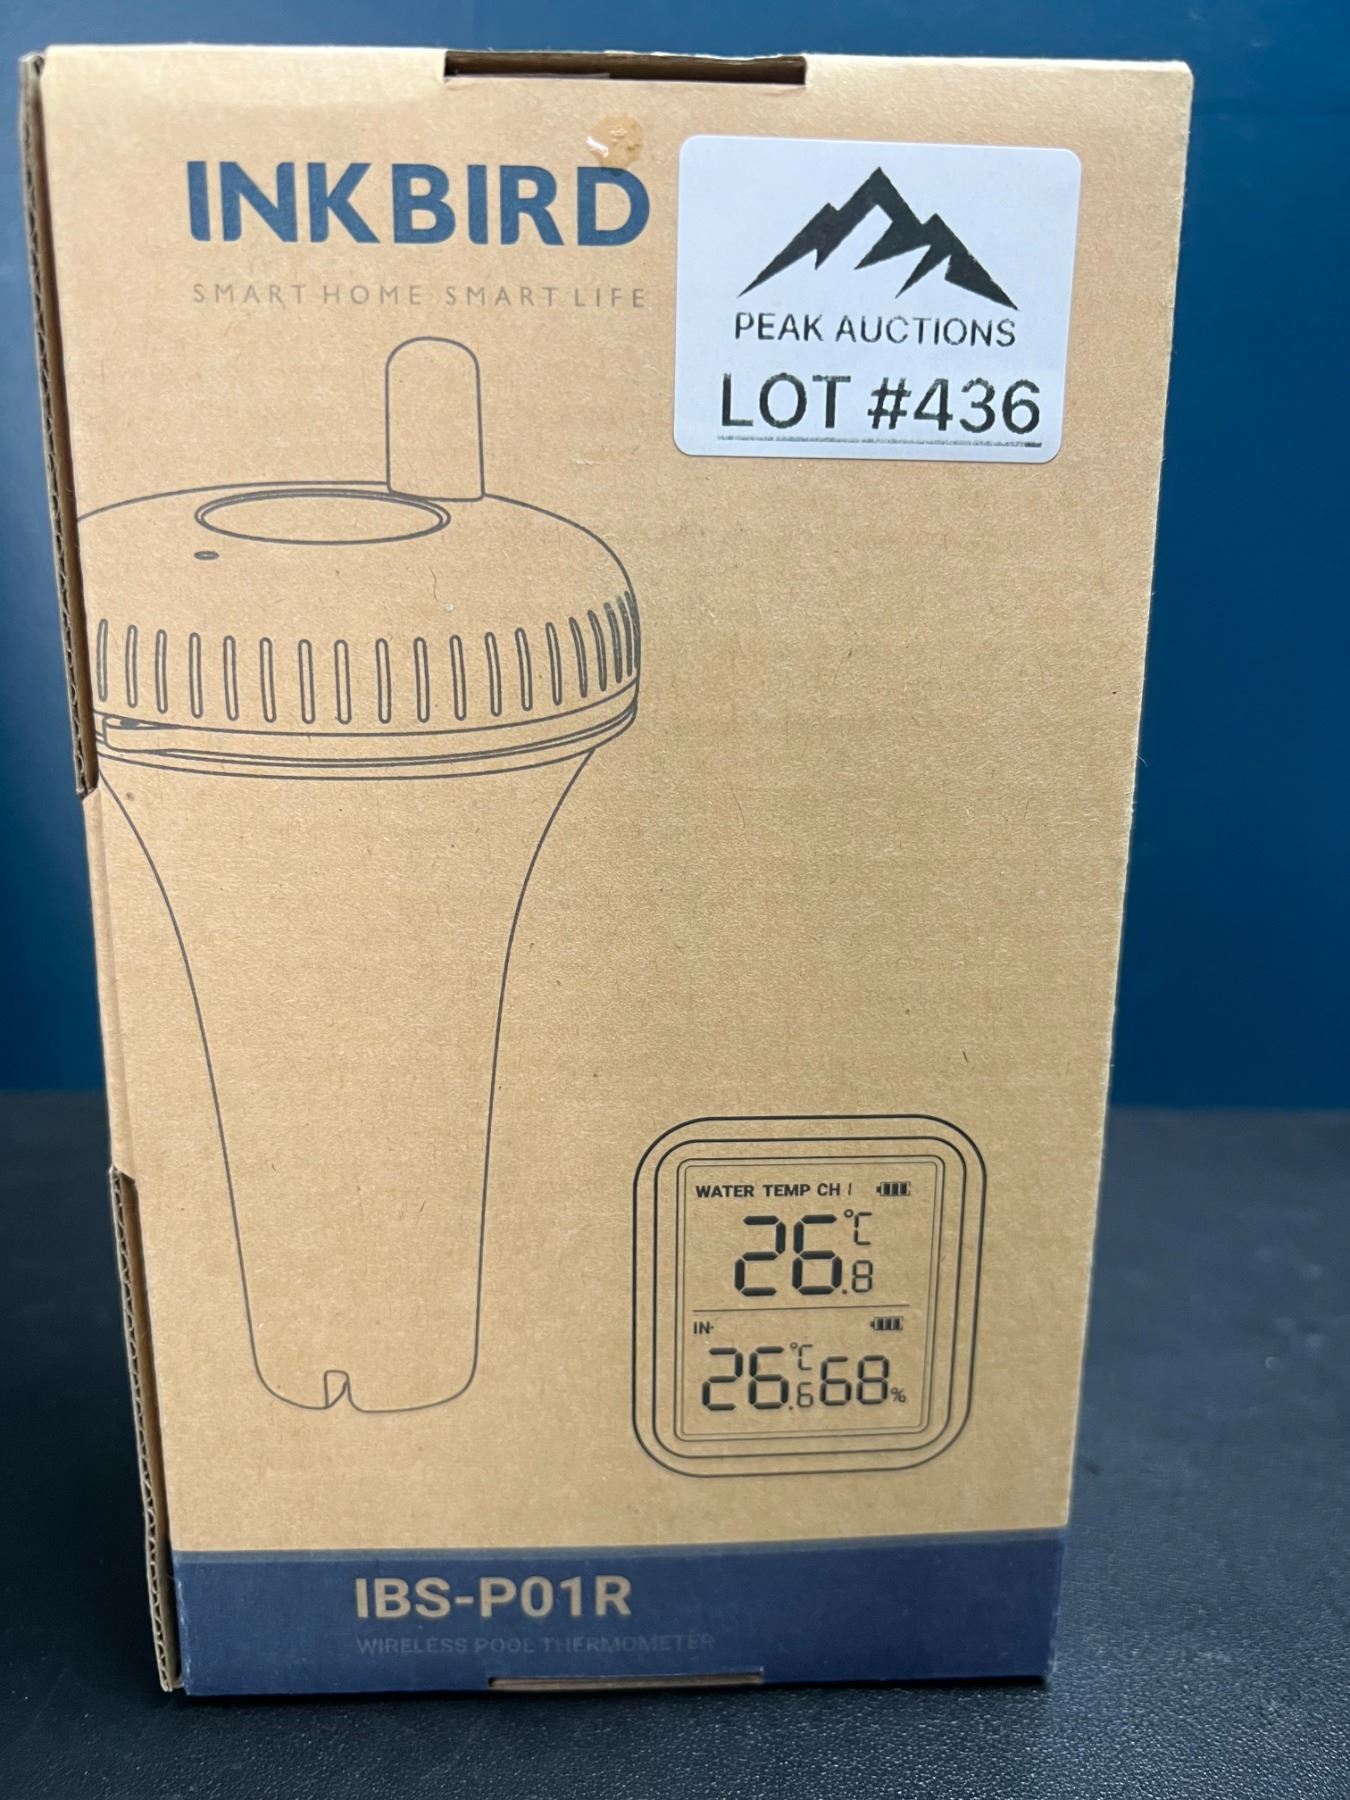 INKBIRD
SMART HOME SMART LIFE
PEAK AUCTIONS
LOT #436
WATER TEMP CH 1
26.8 °C
IN
26.6 °C 68%
IBS-P01R
WIRELESS POOL THERMOMETER